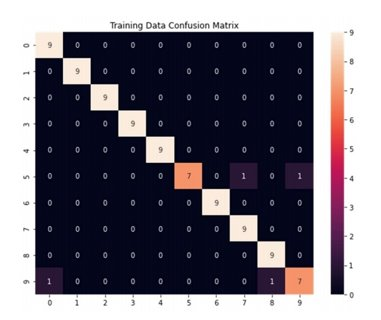 Training Data Confusion Matrix
0 9 0 0 0 0 0 0 0 0 0
1 0 9 0 0 0 0 0 0 0 0
2 0 0 9 0 0 0 0 0 0 0
3 0 0 0 9 0 0 0 0 0 0
4 0 0 0 0 9 0 0 0 0 0
5 0 0 0 0 0 7 0 1 0 1
6 0 0 0 0 0 0 9 0 0 0
7 0 0 0 0 0 0 0 9 0 0
8 0 0 0 0 0 0 0 0 9 0
9 1 0 0 0 0 0 0 0 1 7
0 1 2 3 4 5 6 7 8 9
9
8
7
6
5
4
3
2
1
0